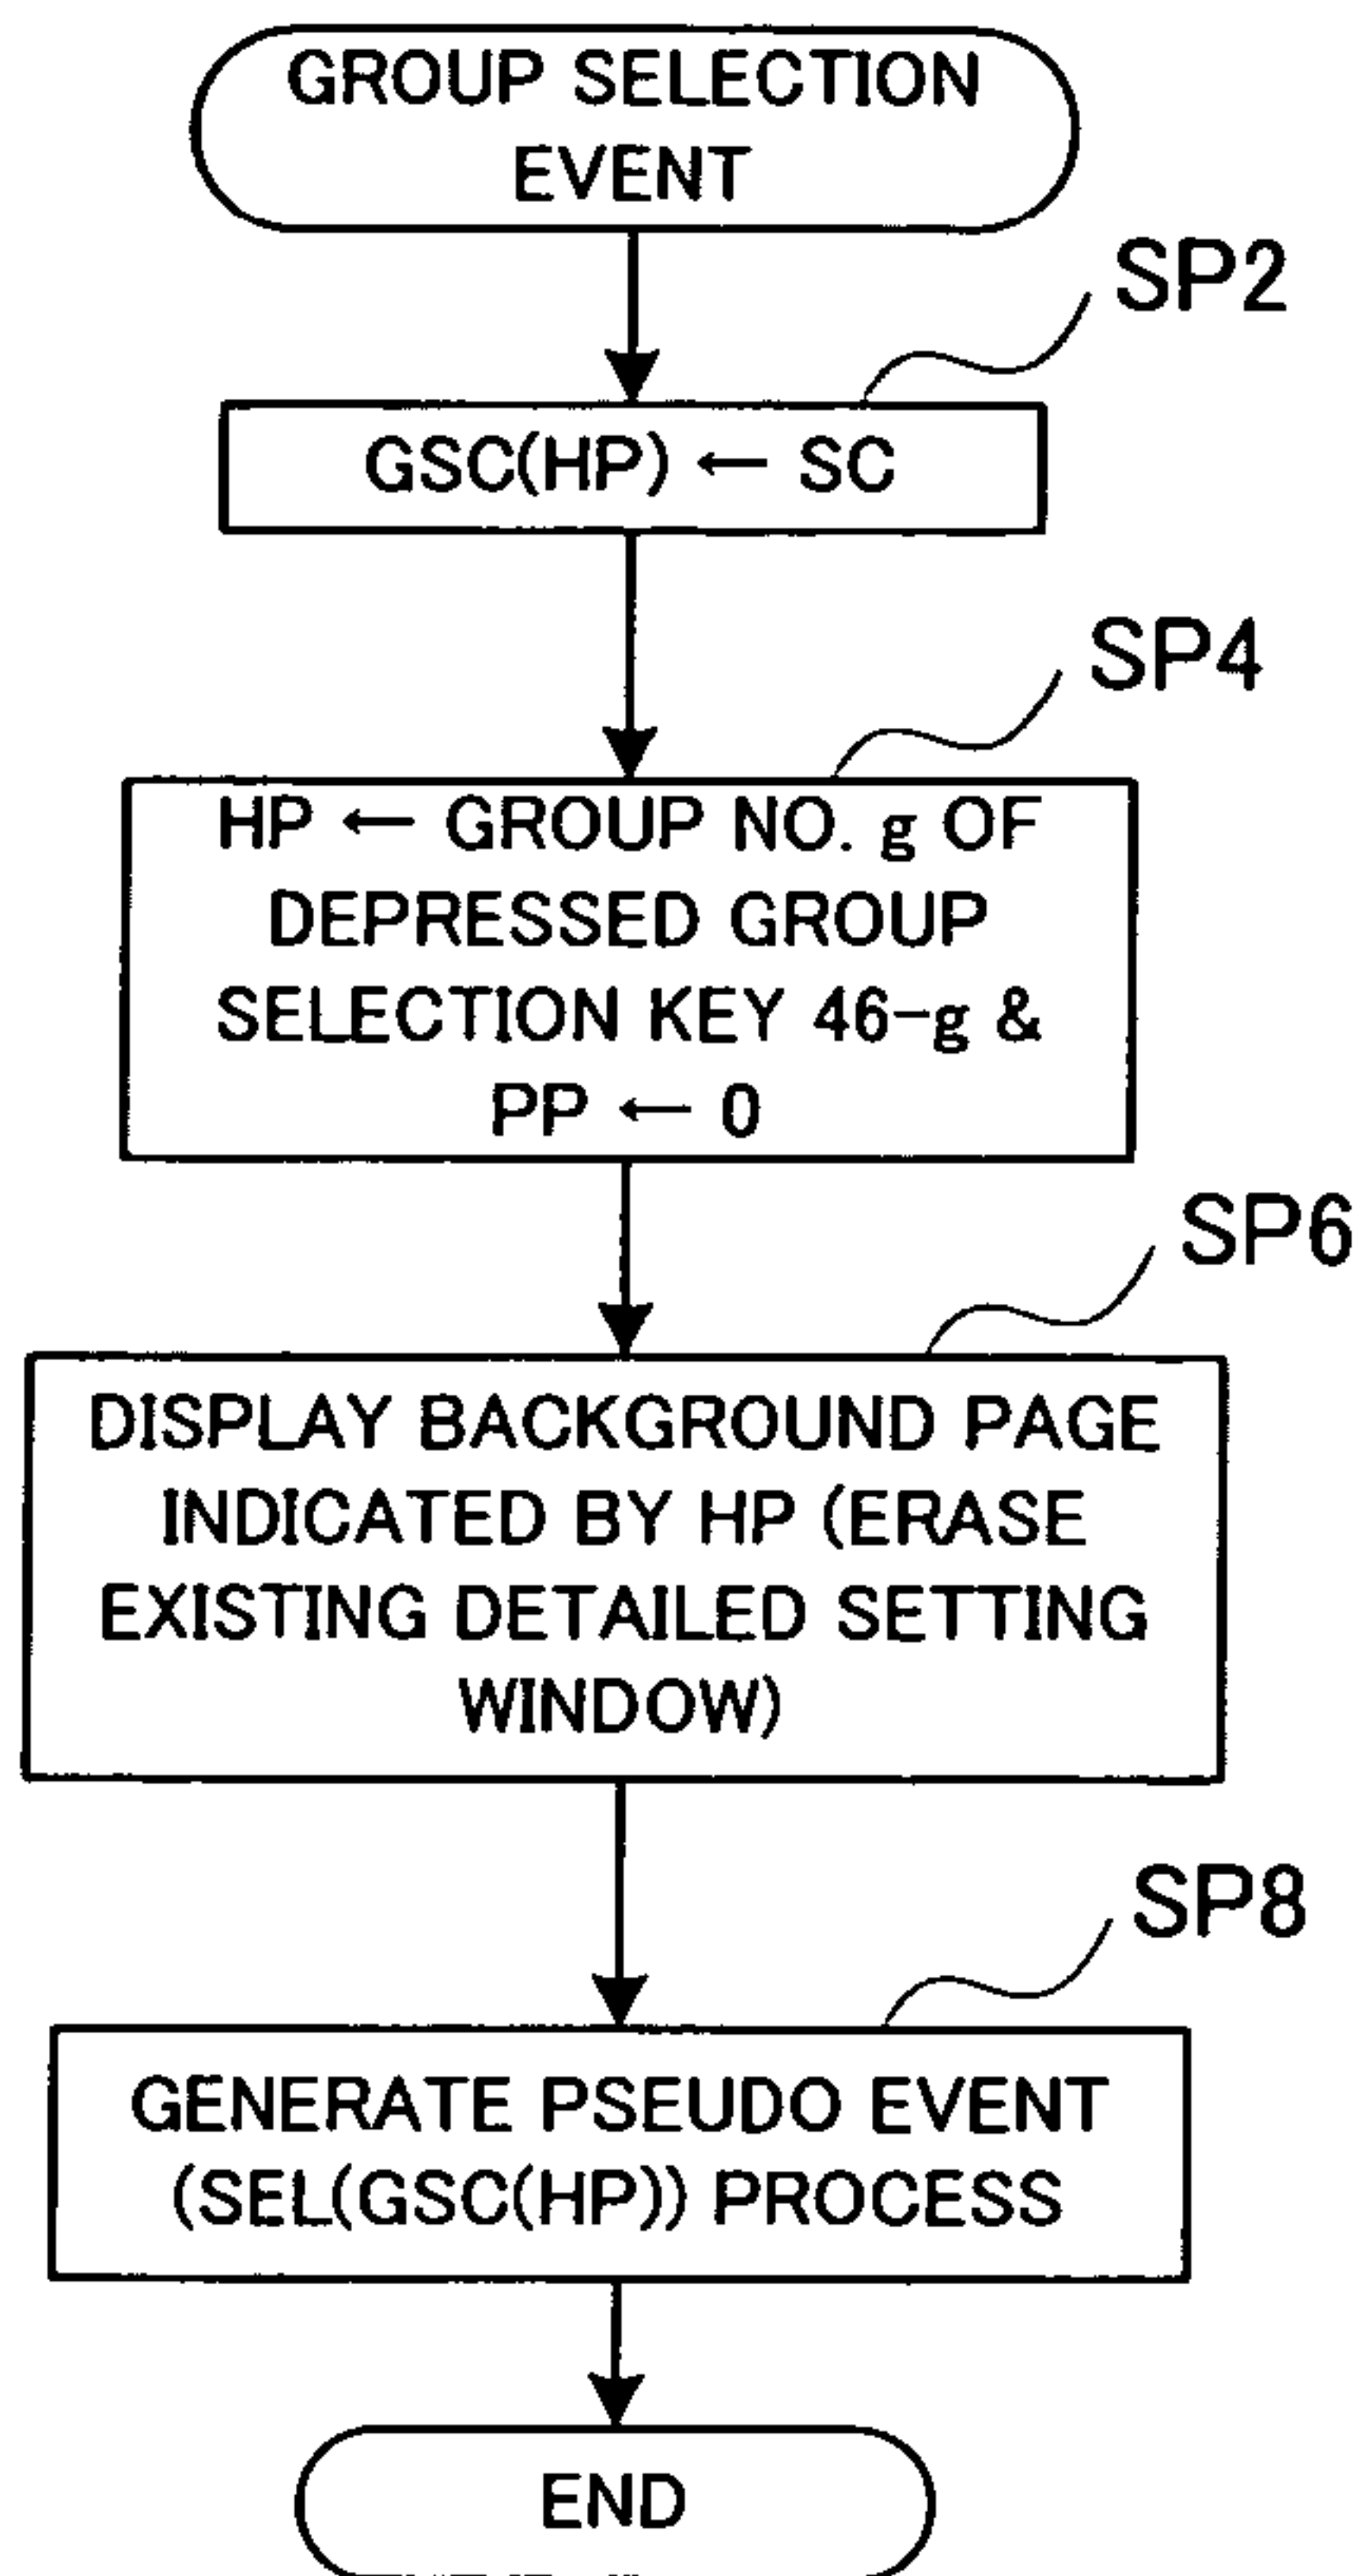 GROUP SELECTION
EVENT
SP2
GSC(HP) ← SC
SP4
HP ← GROUP NO. g OF
DEPRESSED GROUP
SELECTION KEY 46-g &
PP ← 0
SP6
DISPLAY BACKGROUND PAGE
INDICATED BY HP (ERASE
EXISTING DETAILED SETTING
WINDOW)
SP8
GENERATE PSEUDO EVENT
(SEL(GSC(HP)) PROCESS
END